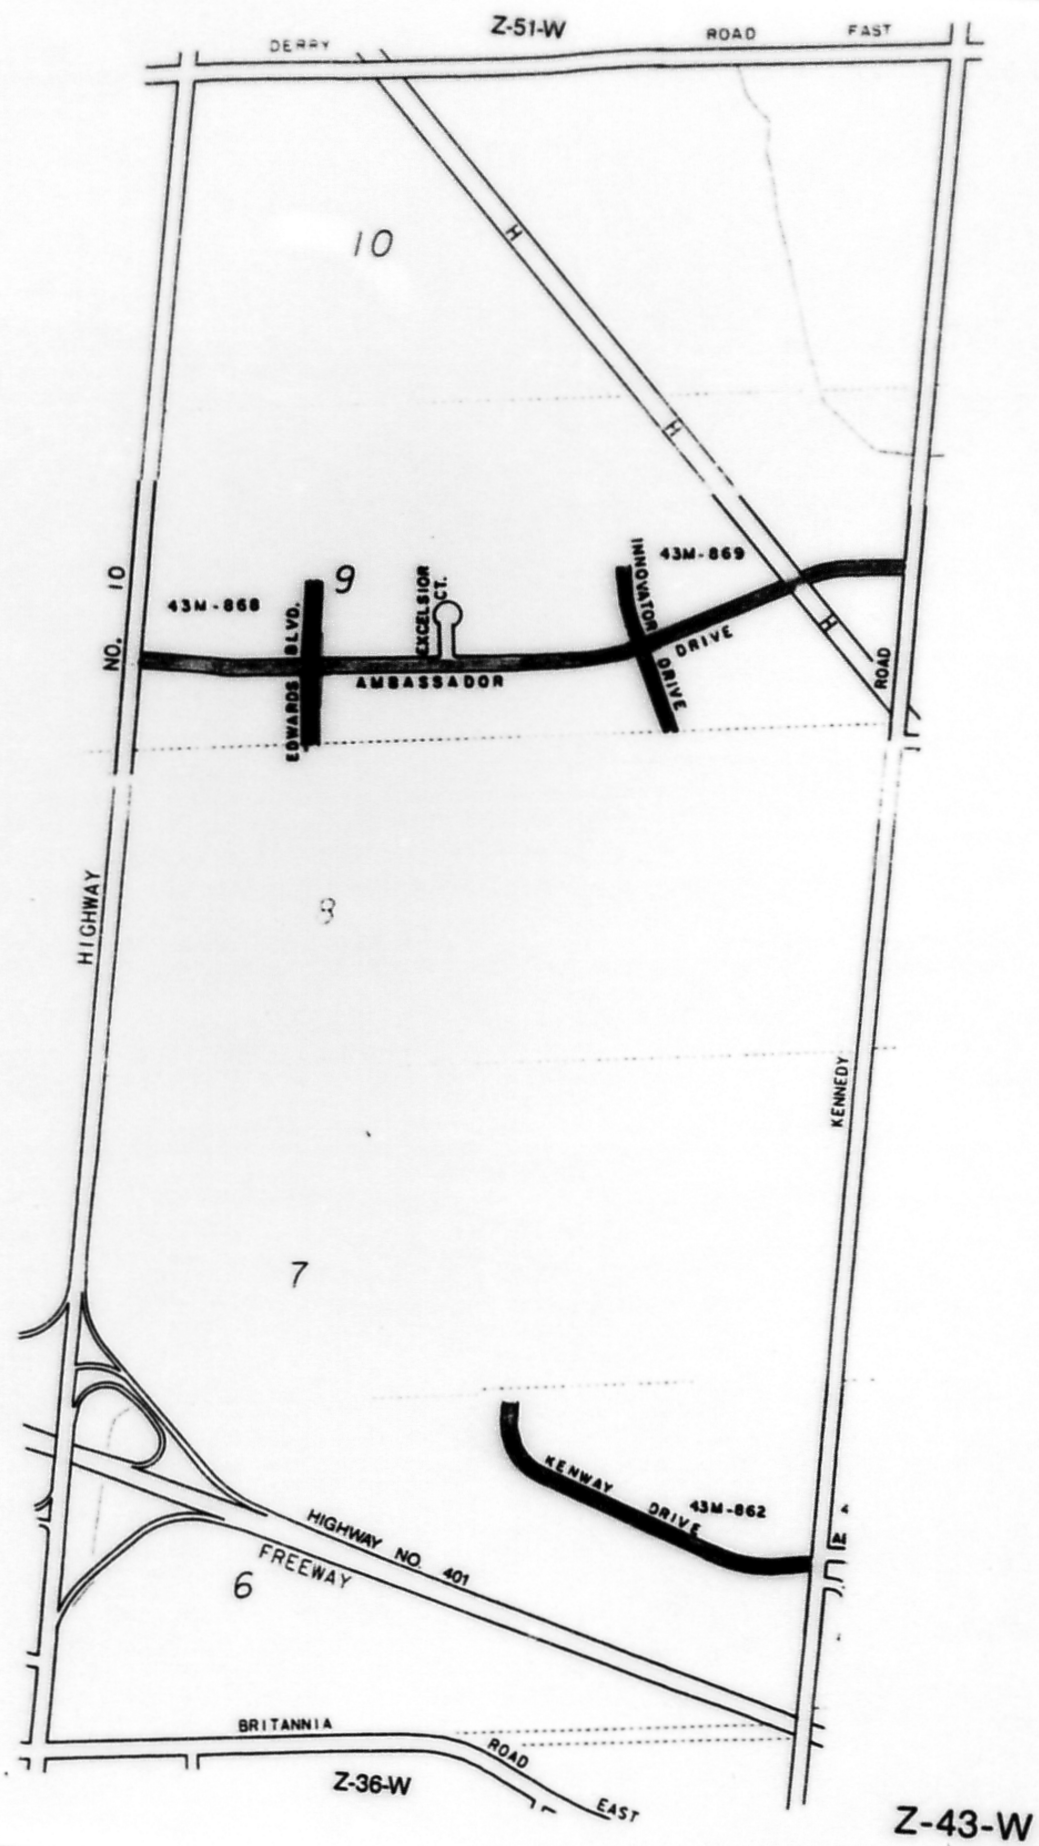 Z-51-W
DERRY ROAD EAST
10
H
H
43M-869
INNOVATOR DRIVE
10
9
EXCELSIOR CT.
43M-868
EDWARDS BLVD.
H
NO.
AMBASSADOR DRIVE
ROAD
HIGHWAY
8
KENNEDY
7
KENWAY DRIVE
43M-862
4
HIGHWAY NO. 401
FREEWAY
6
BRITANNIA ROAD EAST
Z-36-W
Z-43-W